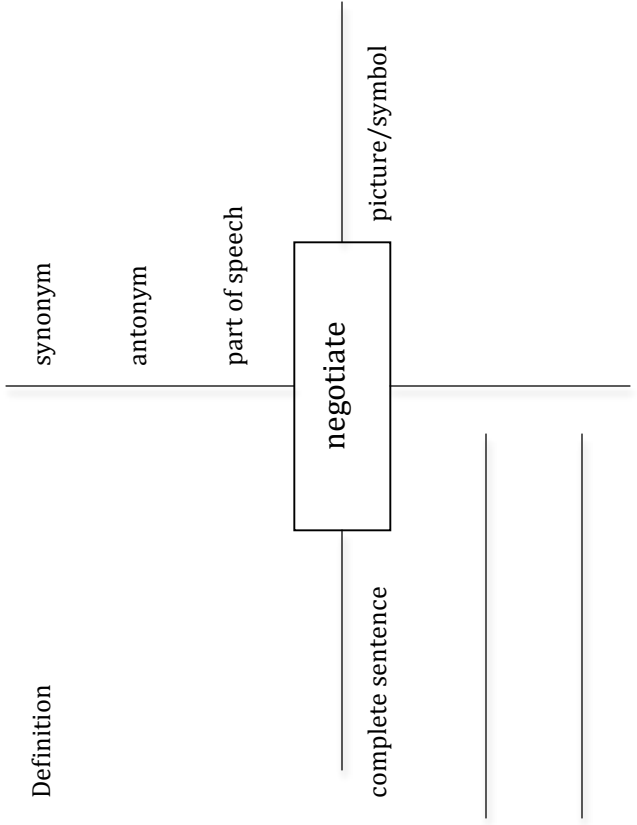 Definition
synonym
antonym
part of speech
negotiate
complete sentence
picture/symbol